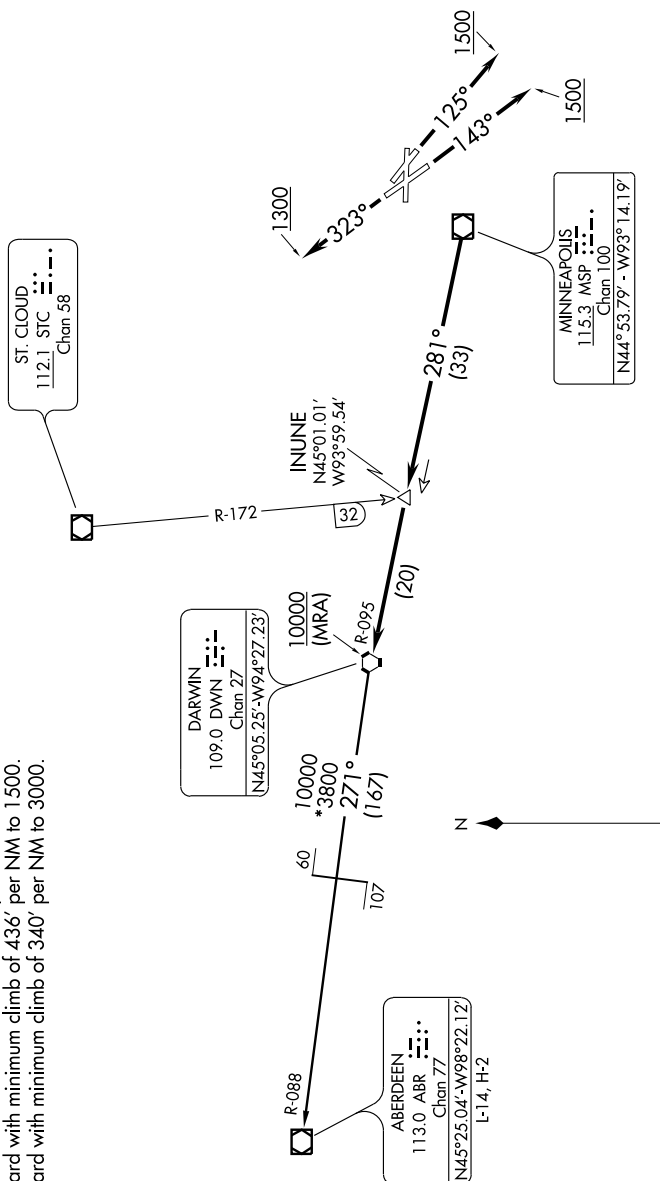 ard with minimum climb of 436' per NM to 1500.
ard with minimum climb of 340' per NM to 3000.
ST. CLOUD
112.1 STC
Chan 58
1300
323°
125°
1500
143°
1500
R-172
32
INUNE
N45°01.01'
W93°59.54'
281°
(33)
MINNEAPOLIS
115.3 MSP
Chan 100
N44°53.79' - W93°14.19'
(20)
DARWIN
109.0 DWN
Chan 27
N45°05.25'-W94°27.23'
10000
(MRA)
R-095
10000
*3800
271°
(167)
60
107
N
R-088
ABERDEEN
113.0 ABR
Chan 77
N45°25.04'-W98°22.12'
L-14, H-2